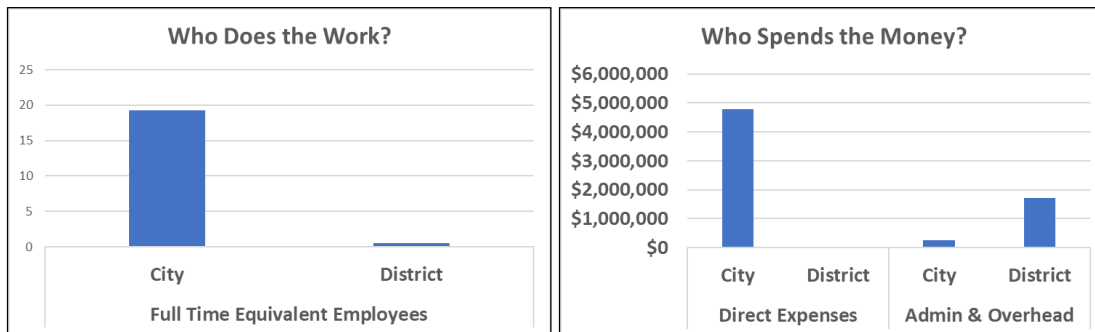 Who Does the Work?
25
20
15
10
5
0
City District
Full Time Equivalent Employees
Who Spends the Money?
$6,000,000
$5,000,000
$4,000,000
$3,000,000
$2,000,000
$1,000,000
$0
City District City District
Direct Expenses Admin & Overhead